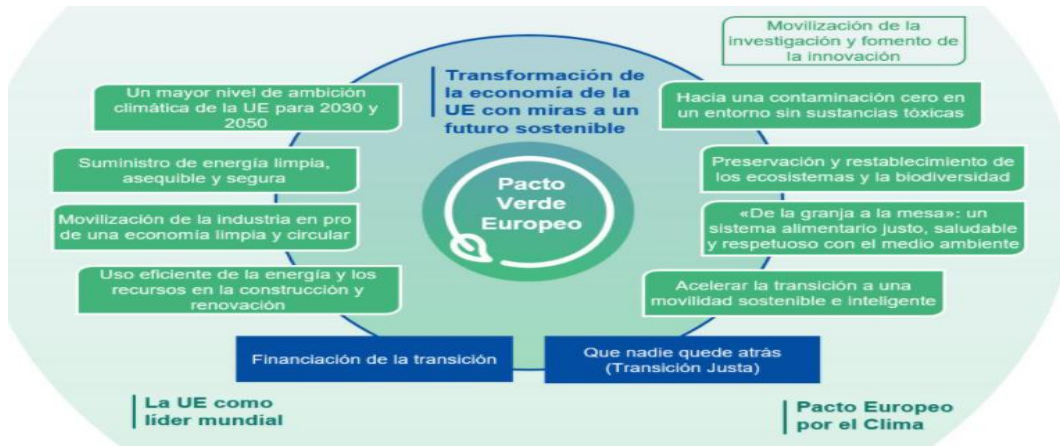 Movilización de la
investigación y fomento de
la innovación
Transformación de
la economía de la
UE con miras a un
futuro sostenible
Un mayor nivel de ambición
climática de la UE para 2030 y
2050
Hacia una contaminación cero en
un entorno sin sustancias tóxicas
Suministro de energía limpia,
asequible y segura
Preservación y restablecimiento de
los ecosistemas y la biodiversidad
Pacto
Verde
Europeo
Movilización de la industria en pro
de una economía limpia y circular
«De la granja a la mesa»: un
sistema alimentario justo, saludable
y respetuoso con el medio ambiente
Uso eficiente de la energía y los
recursos en la construcción y
renovación
Acelerar la transición a una
movilidad sostenible e inteligente
Financiación de la transición
Que nadie quede atrás
(Transición Justa)
La UE como
líder mundial
Pacto Europeo
por el Clima